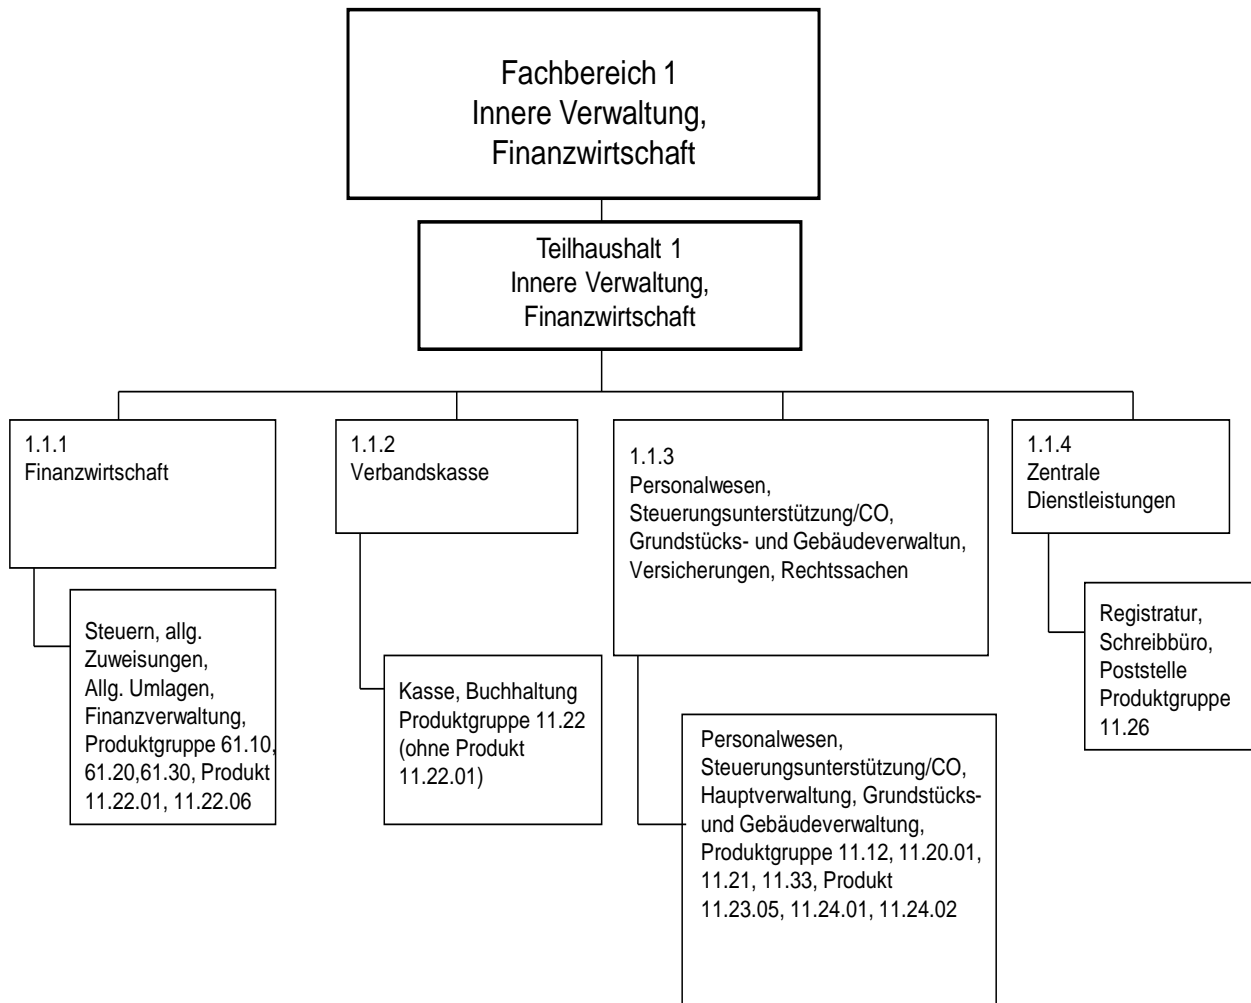 Fachbereich 1
Innere Verwaltung,
Finanzwirtschaft
Teilhaushalt 1
Innere Verwaltung,
Finanzwirtschaft
1.1.1
Finanzwirtschaft
1.1.2
Verbandskasse
1.1.3
Personalwesen,
Steuerungsunterstützung/CO,
Grundstücks- und Gebäudeverwaltun,
Versicherungen, Rechtssachen
1.1.4
Zentrale
Dienstleistungen
Steuern, allg.
Zuweisungen,
Allg. Umlagen,
Finanzverwaltung,
Produktgruppe 61.10,
61.20,61.30, Produkt
11.22.01, 11.22.06
Kasse, Buchhaltung
Produktgruppe 11.22
(ohne Produkt
11.22.01)
Personalwesen,
Steuerungsunterstützung/CO,
Hauptverwaltung, Grundstücks-
und Gebäudeverwaltung,
Produktgruppe 11.12, 11.20.01,
11.21, 11.33, Produkt
11.23.05, 11.24.01, 11.24.02
Registratur,
Schreibbüro,
Poststelle
Produktgruppe
11.26